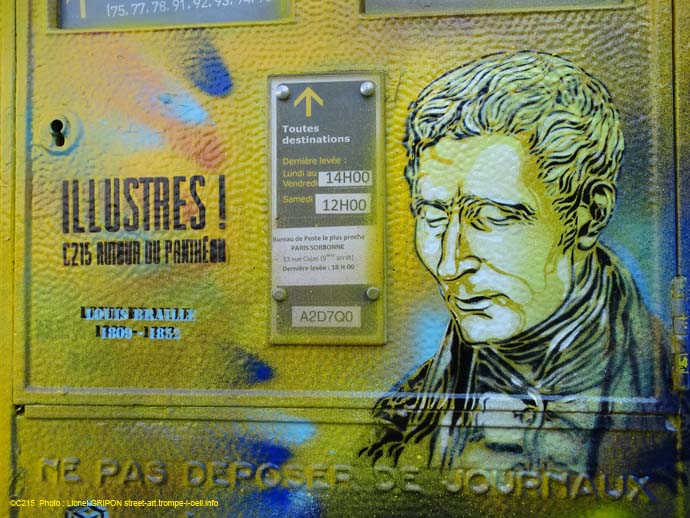 (75.77.78.91.92.93.94.
ILLUSTRES !
C215 AUTOUR DU PANTHÉON
LOUIS BRAILLE
1809-1852
Toutes
destinations
Dernière levée :
Lundi au
Vendredi 14H00
Samedi 12H00
Bureau de Poste le plus proche
PARIS SORBONNE
13 rue Cujas (5ème arrdt)
Dernière levée : 18 H 00
A2D7Q0
NE PAS DEPOSER DE JOURNAUX
©C215 Photo : Lionel GRIPON street-art.trompe-l-oeil.info